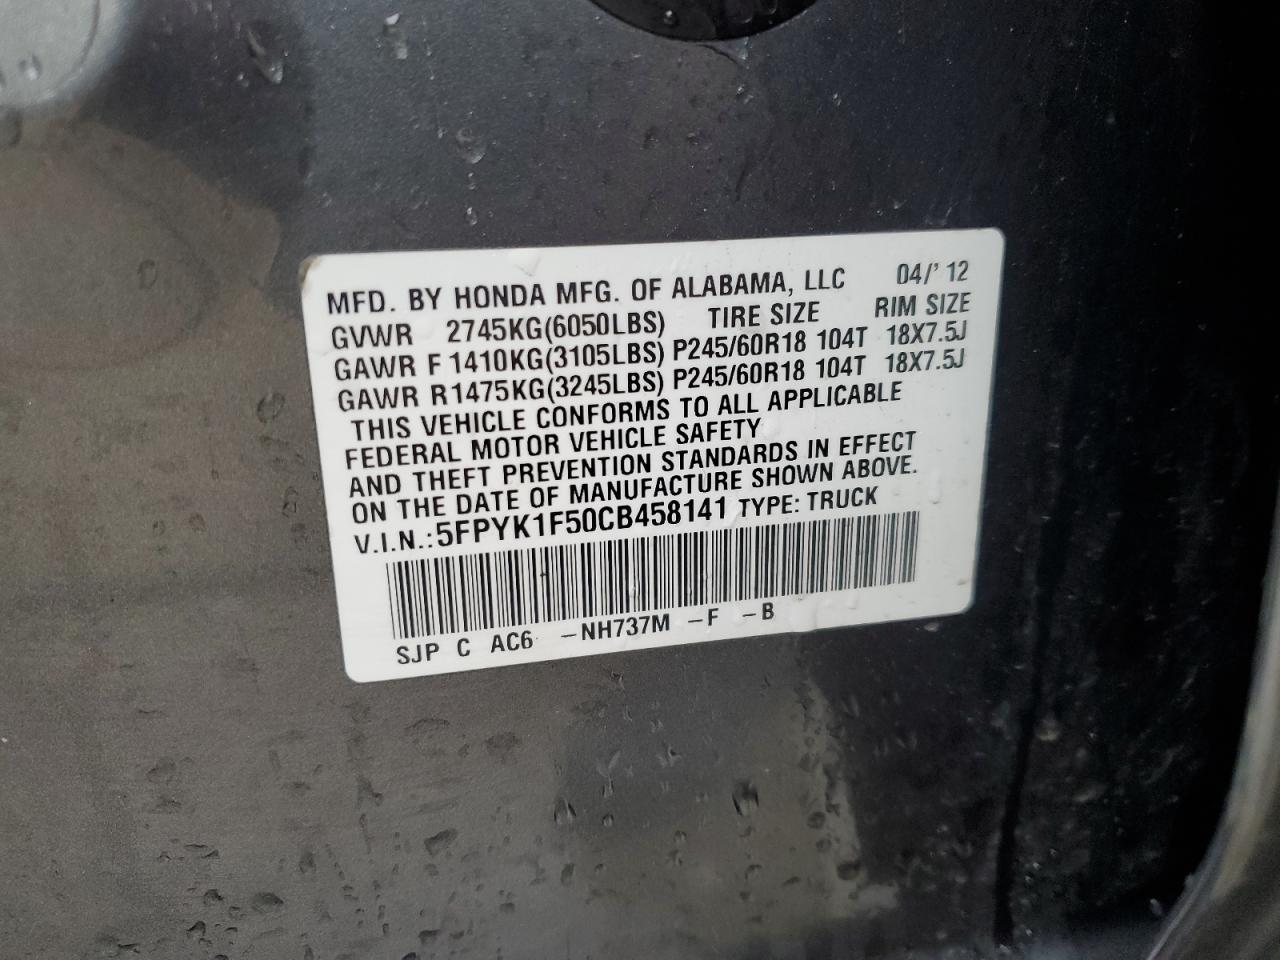 MFD. BY HONDA MFG. OF ALABAMA, LLC 04/' 12
GVWR 2745KG(6050LBS) TIRE SIZE RIM SIZE
GAWR F 1410KG(3105LBS) P245/60R18 104T 18X7.5J
GAWR R 1475KG(3245LBS) P245/60R18 104T 18X7.5J
THIS VEHICLE CONFORMS TO ALL APPLICABLE
FEDERAL MOTOR VEHICLE SAFETY
AND THEFT PREVENTION STANDARDS IN EFFECT
ON THE DATE OF MANUFACTURE SHOWN ABOVE.
V.I.N.: 5FPYK1F50CB458141 TYPE: TRUCK
SJP C AC6 -NH737M -F -B